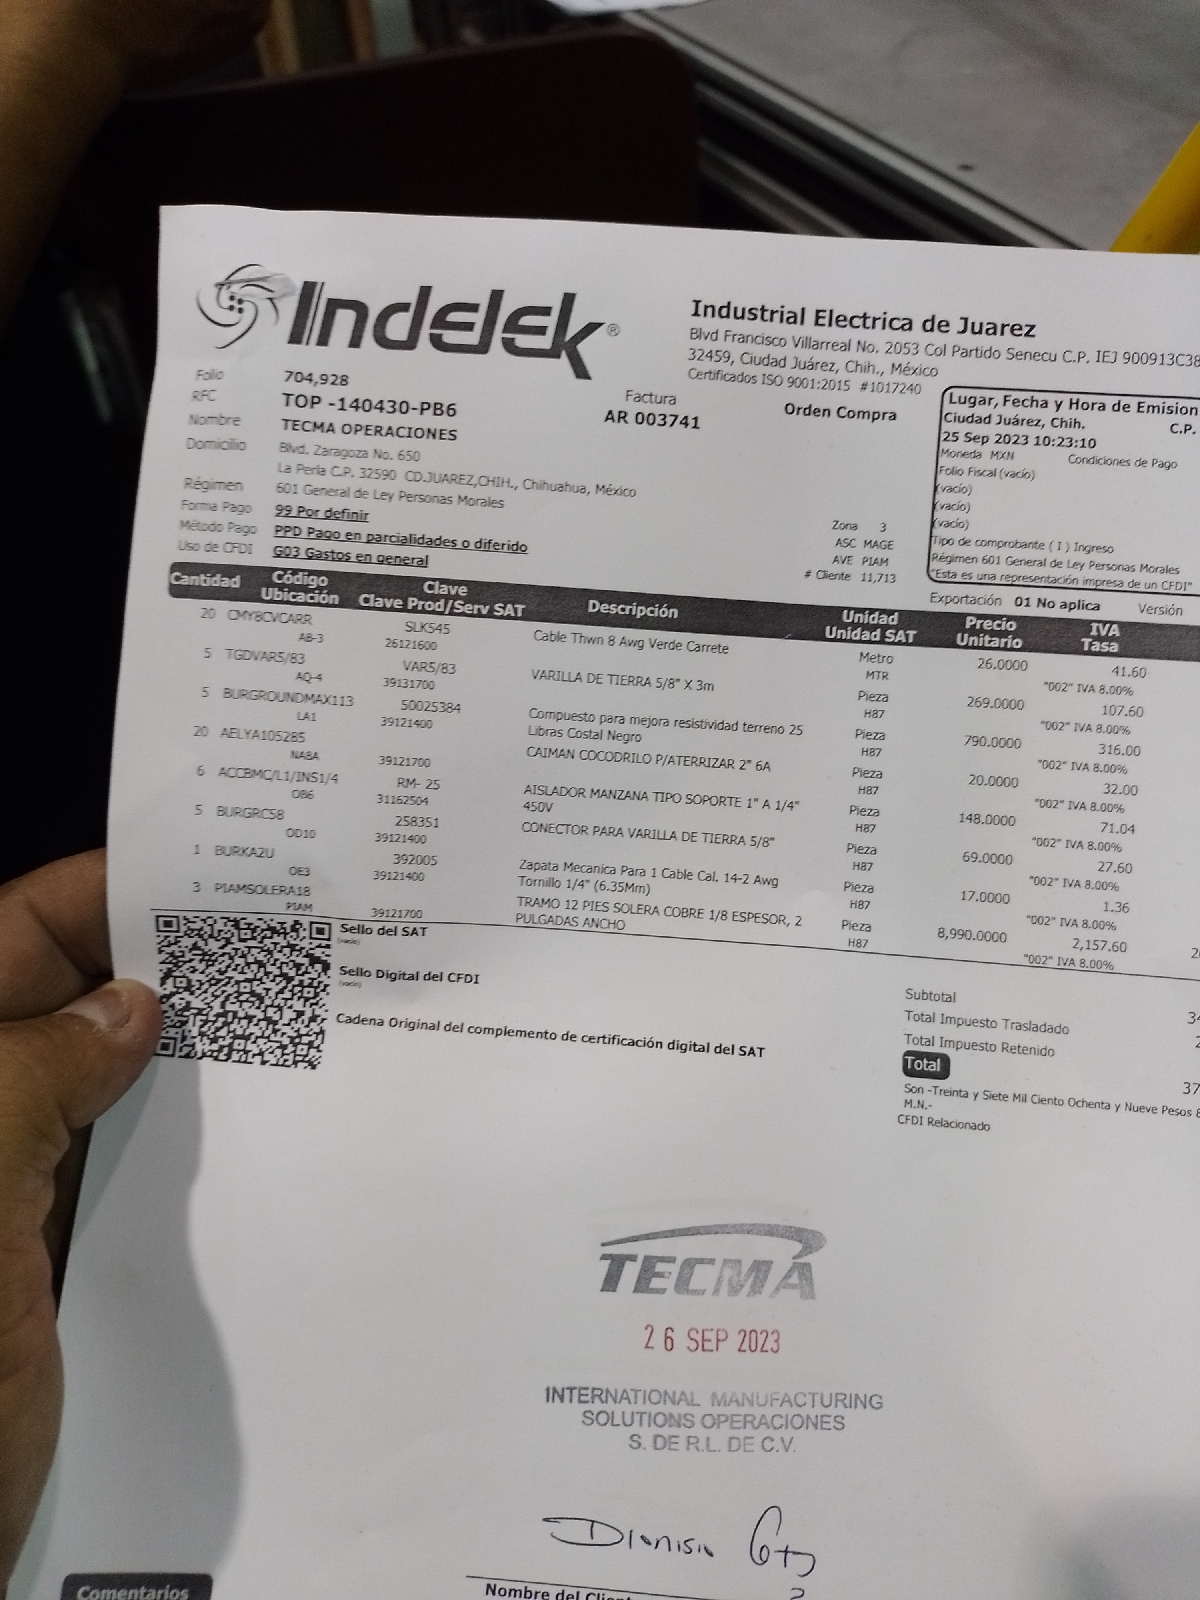 Indelek®
Industrial Electrica de Juarez
Blvd Francisco Villarreal No. 2053 Col Partido Senecu C.P. IEJ 900913C38
32459, Ciudad Juárez, Chih., México
Certificados ISO 9001:2015 #1017240
Folio 704,928
RFC TOP -140430-PB6
Nombre TECMA OPERACIONES
Domicilio Blvd. Zaragoza No. 650
La Perla C.P. 32590 CD.JUAREZ,CHIH., Chihuahua, México
Régimen 601 General de Ley Personas Morales
Forma Pago 99 Por definir
Método Pago PPD Pago en parcialidades o diferido
Uso de CFDI G03 Gastos en general
Factura
AR 003741
Orden Compra
Zona 3
ASC MAGE
AVE PIAM
# Cliente 11,713
Lugar, Fecha y Hora de Emision
Ciudad Juárez, Chih. C.P.
25 Sep 2023 10:23:10
Moneda MXN Condiciones de Pago
Folio Fiscal (vacío)
(vacío)
(vacío)
(vacío)
Tipo de comprobante ( I ) Ingreso
Régimen 601 General de Ley Personas Morales
"Esta es una representación impresa de un CFDI"
Exportación 01 No aplica Versión
Cantidad Código Clave Descripción Unidad Precio IVA
Ubicación Clave Prod/Serv SAT Unidad SAT Unitario Tasa
20 CMY8CVCARR SLK545 Cable Thwn 8 Awg Verde Carrete Metro 26.0000 41.60
AB-3 26121600 MTR "002" IVA 8.00%
5 TGDVAR5/83 VAR5/83 VARILLA DE TIERRA 5/8" X 3m Pieza 269.0000 107.60
AQ-4 39131700 H87 "002" IVA 8.00%
5 BURGROUNDMAX113 50025384 Compuesto para mejora resistividad terreno 25 Pieza 790.0000 316.00
LA1 39121400 Libras Costal Negro H87 "002" IVA 8.00%
20 AELYA105285 CAIMAN COCODRILO P/ATERRIZAR 2" 6A Pieza 20.0000 32.00
NA8A 39121700 H87 "002" IVA 8.00%
6 ACCBMC/L1/INS1/4 RM- 25 AISLADOR MANZANA TIPO SOPORTE 1" A 1/4" Pieza 148.0000 71.04
OB6 31162504 450V H87 "002" IVA 8.00%
5 BURGRC58 258351 CONECTOR PARA VARILLA DE TIERRA 5/8" Pieza 69.0000 27.60
OD10 39121400 H87 "002" IVA 8.00%
1 BURKA2U 392005 Zapata Mecanica Para 1 Cable Cal. 14-2 Awg Pieza 17.0000 1.36
OE3 39121400 Tornillo 1/4" (6.35Mm) H87 "002" IVA 8.00%
3 PIAMSOLERA18 TRAMO 12 PIES SOLERA COBRE 1/8 ESPESOR, 2 Pieza 8,990.0000 2,157.60
PIAM 39121700 PULGADAS ANCHO H87 "002" IVA 8.00%
Sello del SAT
(vacío)
Sello Digital del CFDI
(vacío)
Cadena Original del complemento de certificación digital del SAT
Subtotal 34
Total Impuesto Trasladado 2
Total Impuesto Retenido
Total 37
Son -Treinta y Siete Mil Ciento Ochenta y Nueve Pesos 8
M.N.-
CFDI Relacionado
TECMA
26 SEP 2023
INTERNATIONAL MANUFACTURING
SOLUTIONS OPERACIONES
S. DE R.L. DE C.V.
Dionisio
Nombre del
Comentarios